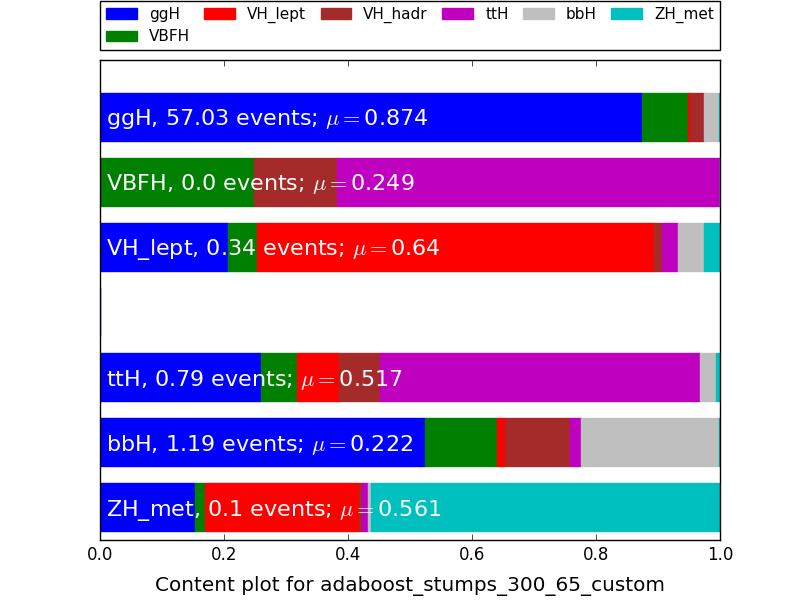 ggH VH_lept VH_hadr ttH bbH ZH_met
VBFH
ggH, 57.03 events; μ=0.874
VBFH, 0.0 events; μ=0.249
VH_lept, 0.34 events; μ=0.64
ttH, 0.79 events; μ=0.517
bbH, 1.19 events; μ=0.222
ZH_met, 0.1 events; μ=0.561
0.0 0.2 0.4 0.6 0.8 1.0
Content plot for adaboost_stumps_300_65_custom